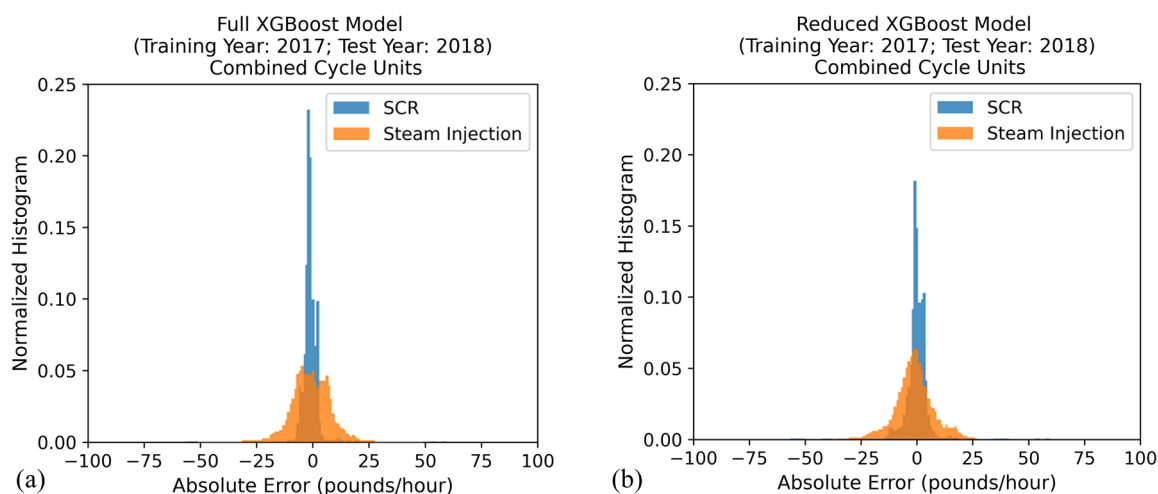 Full XGBoost Model
(Training Year: 2017; Test Year: 2018)
Combined Cycle Units
0.25
0.20
0.15
0.10
0.05
0.00
Normalized Histogram
SCR
Steam Injection
−100 −75 −50 −25 0 25 50 75 100
Absolute Error (pounds/hour)
(a)
Reduced XGBoost Model
(Training Year: 2017; Test Year: 2018)
Combined Cycle Units
0.25
0.20
0.15
0.10
0.05
0.00
Normalized Histogram
SCR
Steam Injection
−100 −75 −50 −25 0 25 50 75 100
Absolute Error (pounds/hour)
(b)